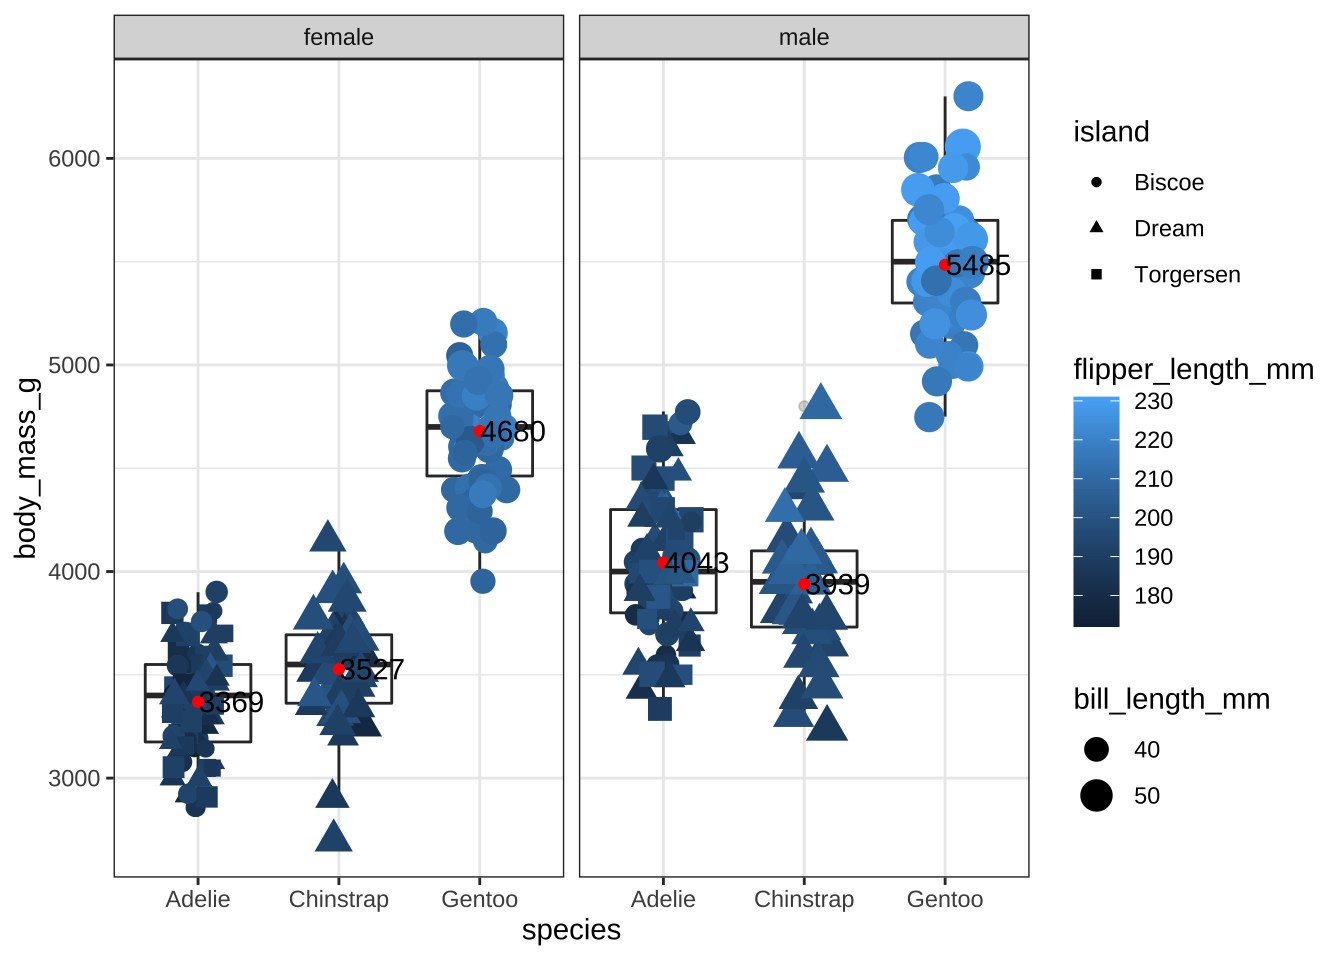 female
male
body_mass_g
6000
5000
4000
3000
3369
3527
4680
4043
3939
5485
Adelie
Chinstrap
Gentoo
Adelie
Chinstrap
Gentoo
species
island
Biscoe
Dream
Torgersen
flipper_length_mm
230
220
210
200
190
180
bill_length_mm
40
50